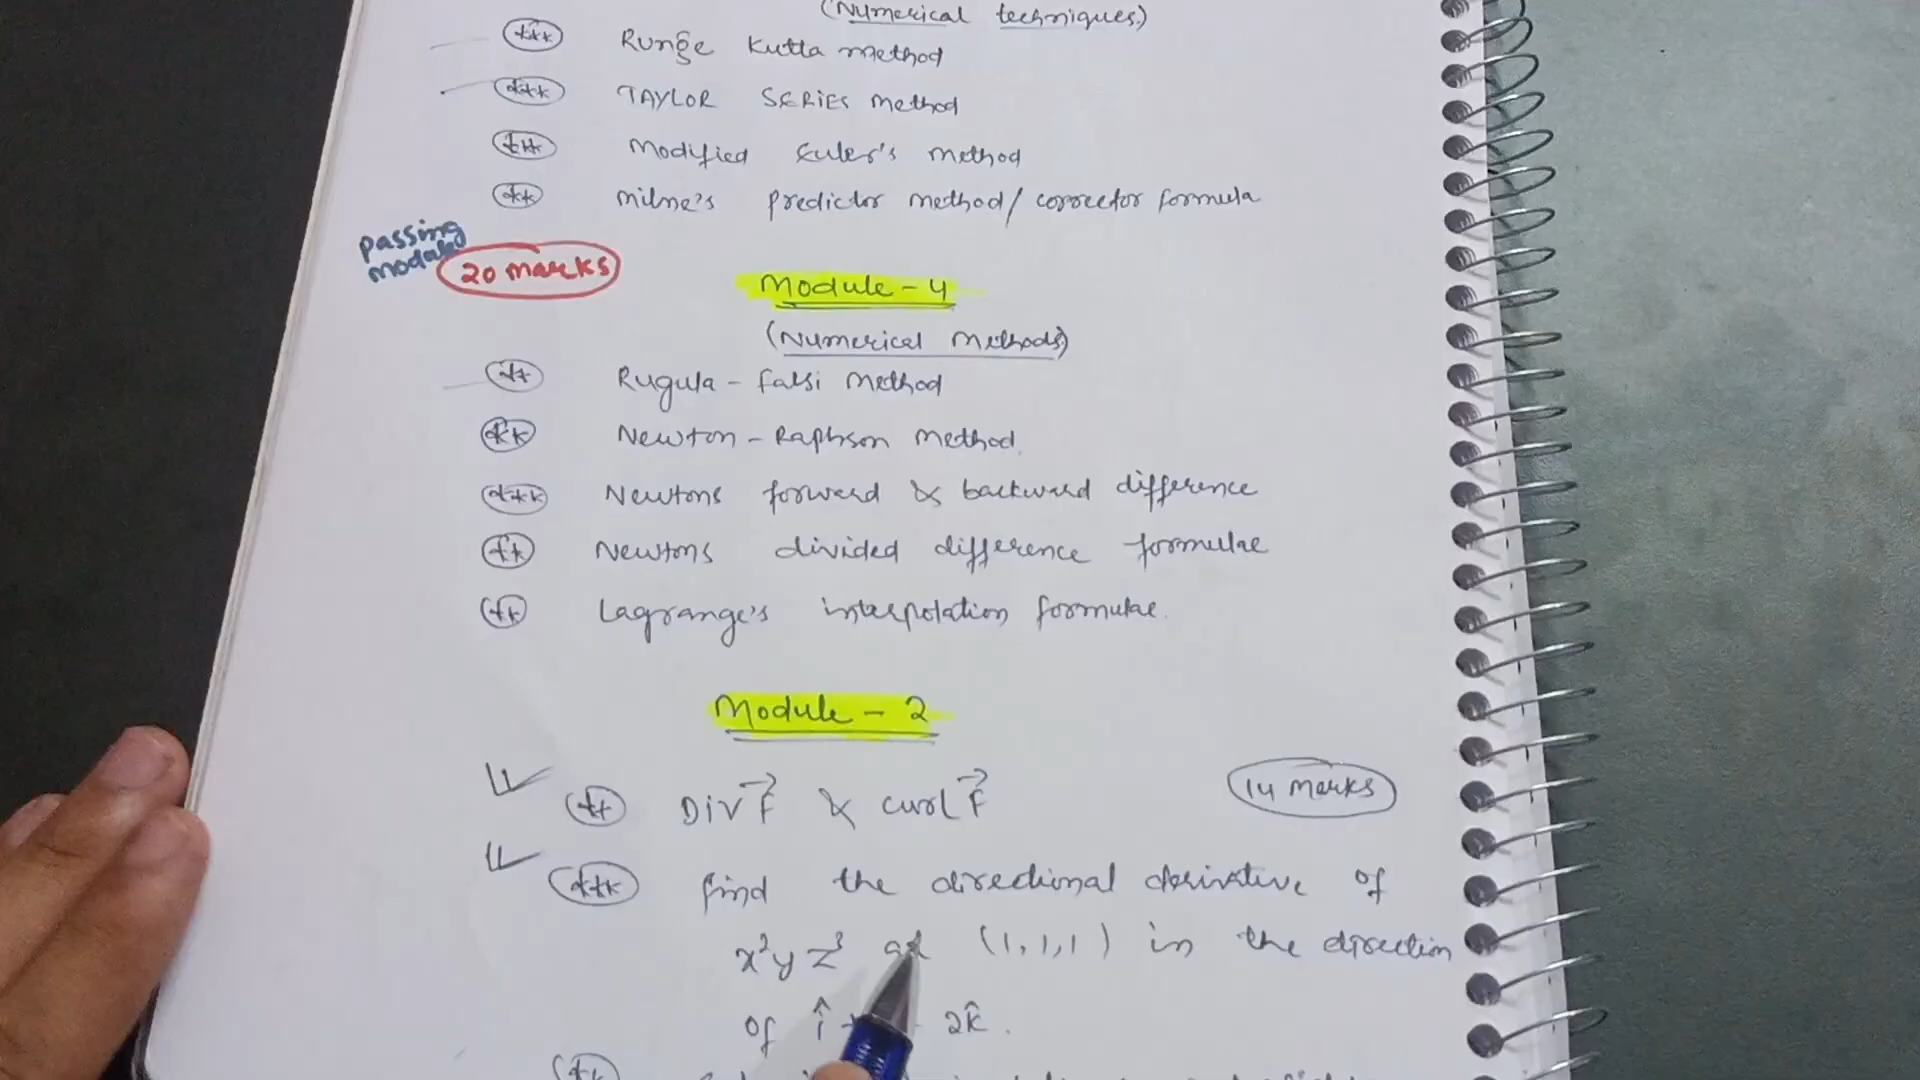 (Numerical techniques)
*** Runge Kutta method
*** TAYLOR SERIES method
*** Modified Euler's method
** milne's predictor method/ corrector formula
passing
module
20 marks
Module - 4
(Numerical Methods)
** Rugula - falsi method
** Newton - Raphson method.
*** Newtons forward & backward difference
** Newtons divided difference formulae
** Lagrange's interpolation formulae.
Module - 2
** Div F⃗ & curl F⃗
14 marks
*** find the directional derivative of
x²yz³ at (1,1,1) in the direction
of î + 2k̂.
**